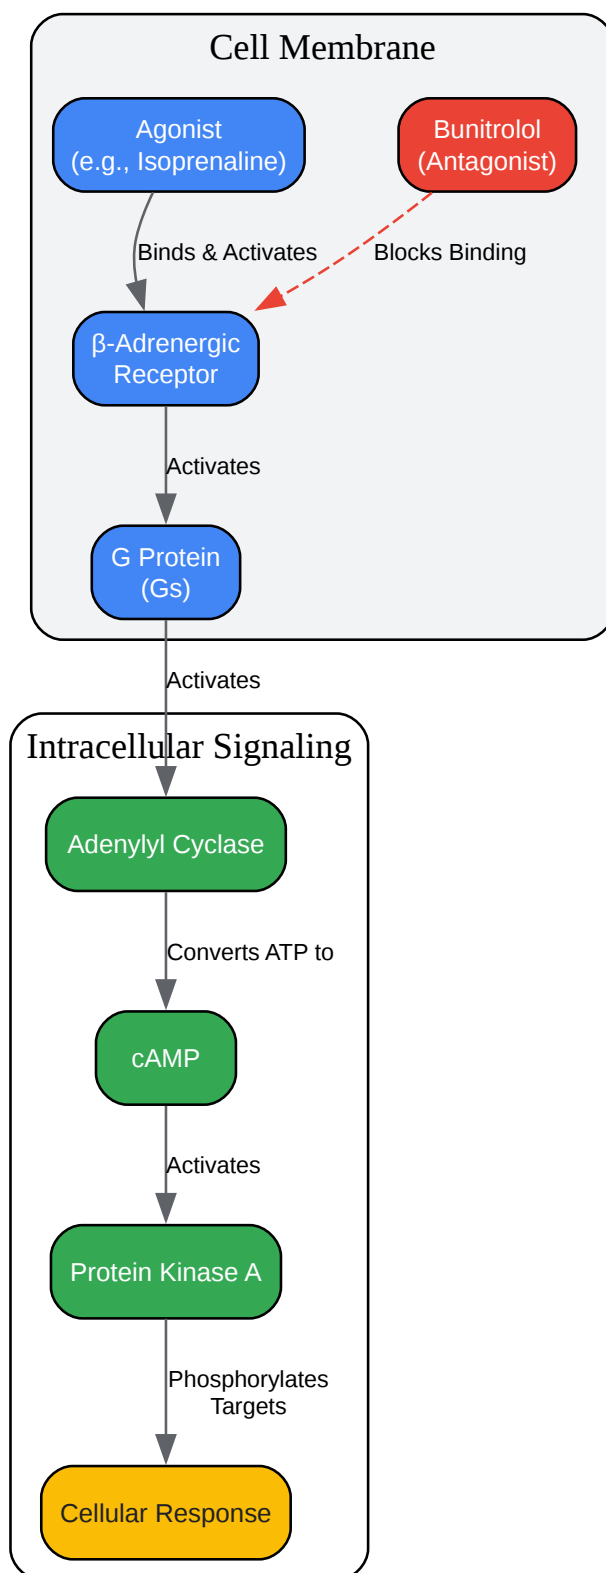 Cell Membrane
Agonist
(e.g., Isoprenaline)
Bunitrolol
(Antagonist)
Binds & Activates
Blocks Binding
β-Adrenergic
Receptor
Activates
G Protein
(Gs)
Activates
Intracellular Signaling
Adenylyl Cyclase
Converts ATP to
cAMP
Activates
Protein Kinase A
Phosphorylates
Targets
Cellular Response